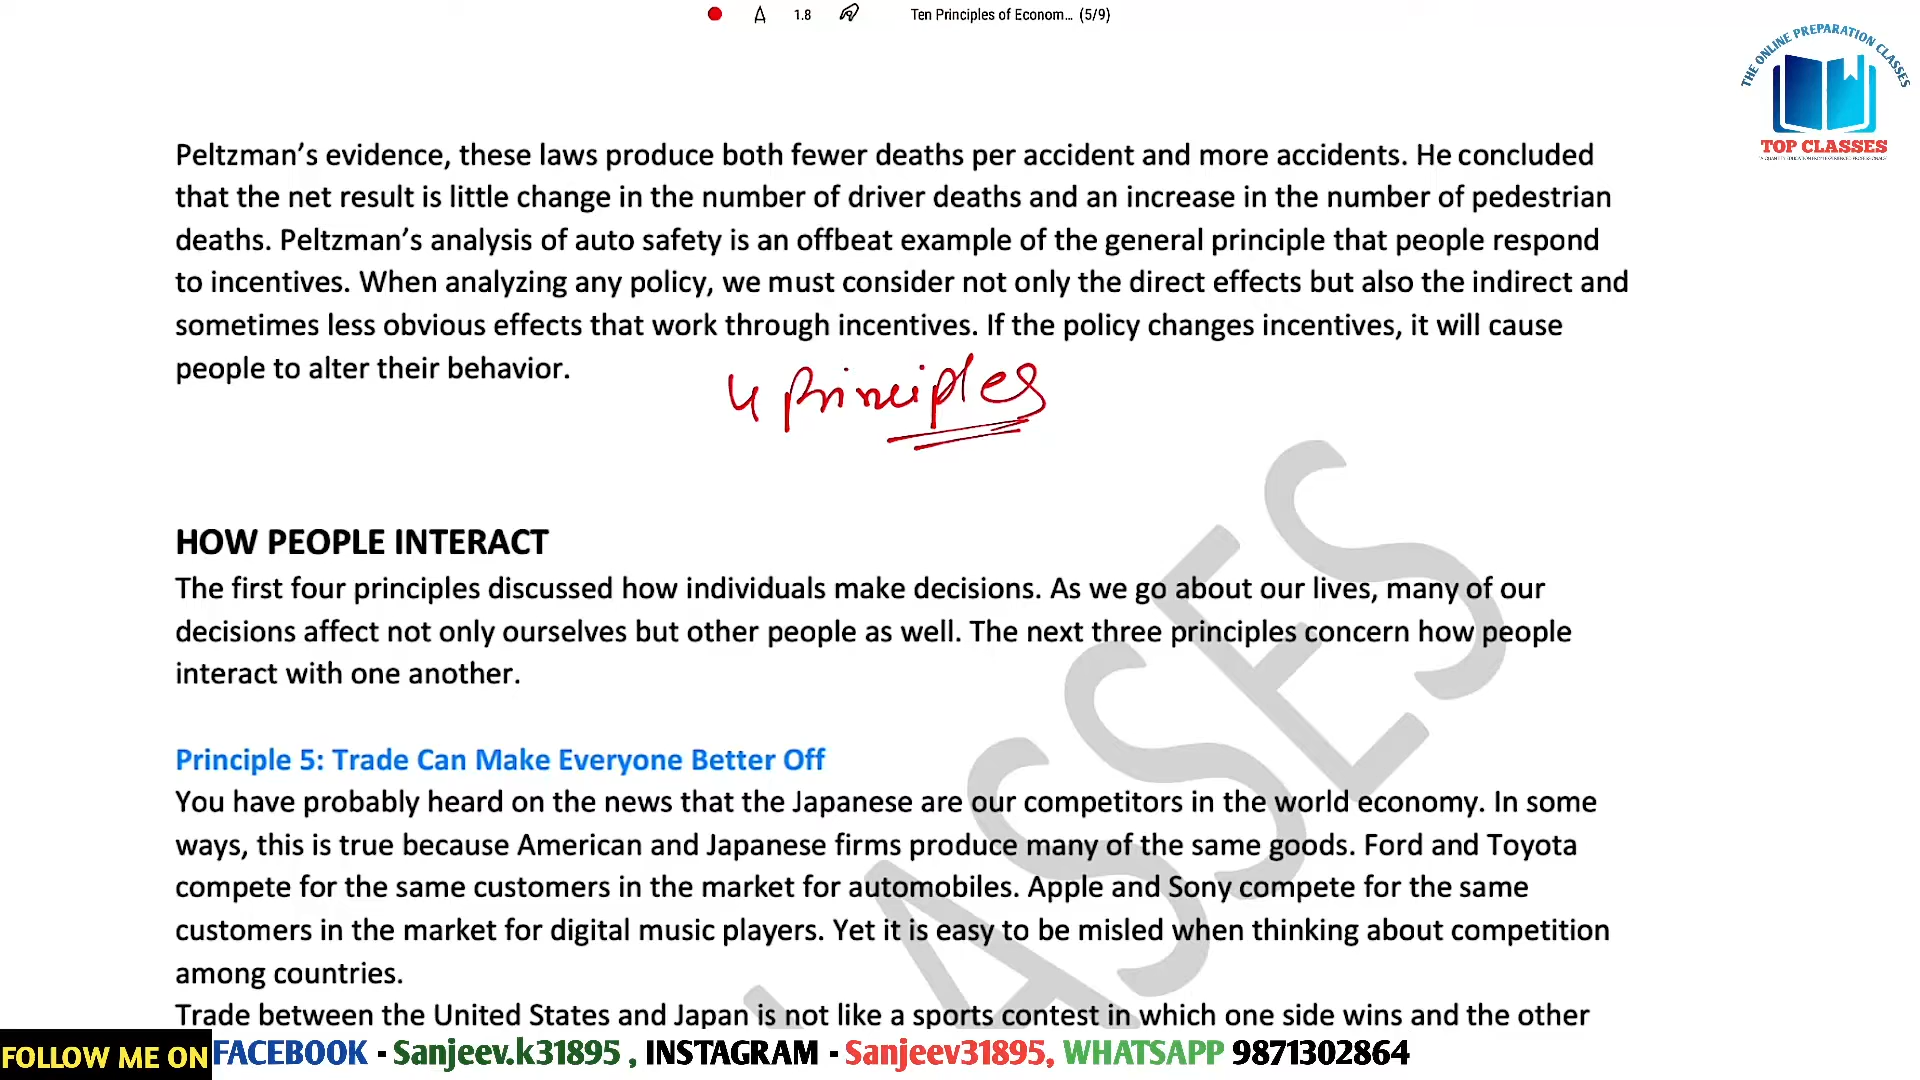 1.8
Ten Principles of Econom... (5/9)
THE ONLINE PREPARATION CLASSES
TOP CLASSES
Peltzman's evidence, these laws produce both fewer deaths per accident and more accidents. He concluded
that the net result is little change in the number of driver deaths and an increase in the number of pedestrian
deaths. Peltzman's analysis of auto safety is an offbeat example of the general principle that people respond
to incentives. When analyzing any policy, we must consider not only the direct effects but also the indirect and
sometimes less obvious effects that work through incentives. If the policy changes incentives, it will cause
people to alter their behavior.
4 principles
HOW PEOPLE INTERACT
The first four principles discussed how individuals make decisions. As we go about our lives, many of our
decisions affect not only ourselves but other people as well. The next three principles concern how people
interact with one another.
Principle 5: Trade Can Make Everyone Better Off
You have probably heard on the news that the Japanese are our competitors in the world economy. In some
ways, this is true because American and Japanese firms produce many of the same goods. Ford and Toyota
compete for the same customers in the market for automobiles. Apple and Sony compete for the same
customers in the market for digital music players. Yet it is easy to be misled when thinking about competition
among countries.
Trade between the United States and Japan is not like a sports contest in which one side wins and the other
FOLLOW ME ON FACEBOOK - Sanjeev.k31895 , INSTAGRAM - Sanjeev31895, WHATSAPP 9871302864